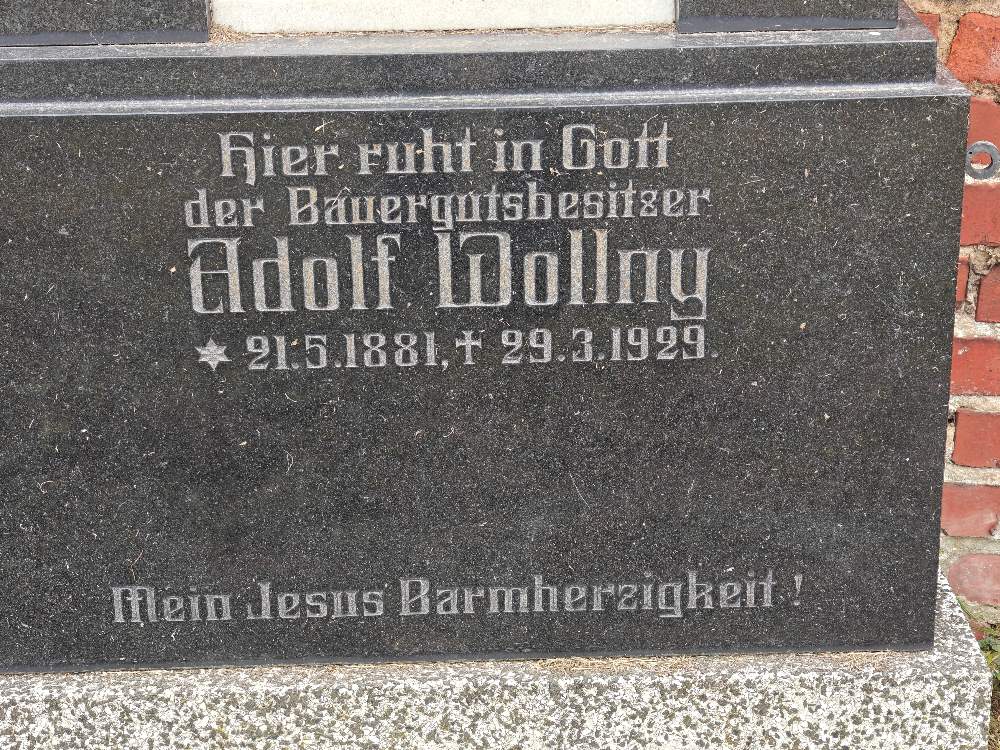 Hier ruht in Gott
der Bauergutsbesitzer
Adolf Wollny
* 21.5.1881, † 29.3.1929.
Mein Jesus Barmherzigkeit !